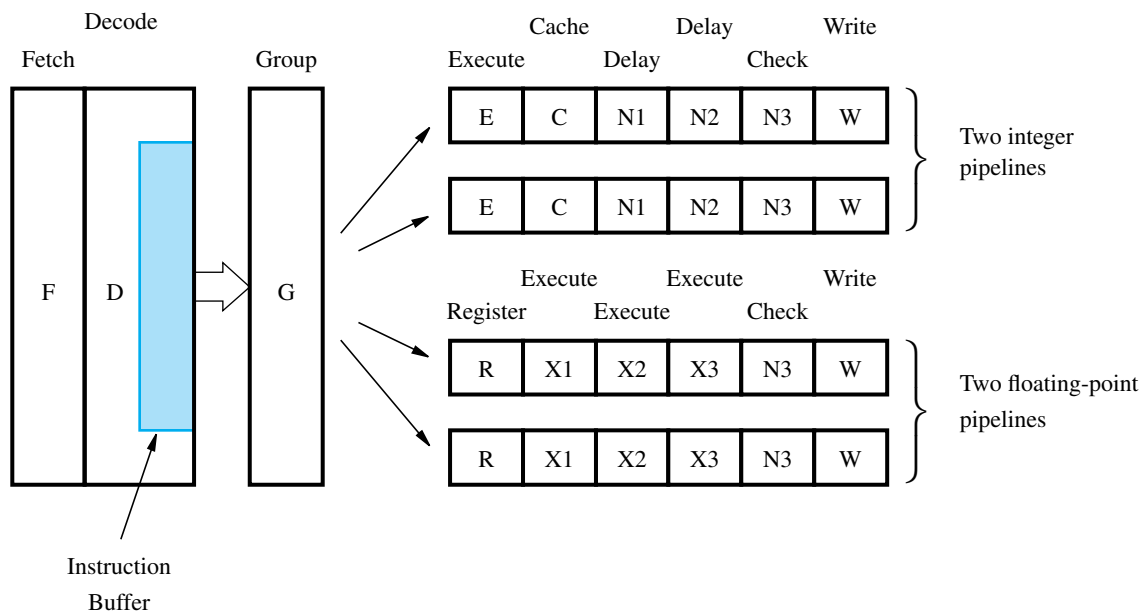 Decode
Cache
Delay
Write
Fetch
Group
Execute
Delay
Check
E C N1 N2 N3 W
Two integer
pipelines
E C N1 N2 N3 W
F D G
Execute
Execute
Write
Register
Execute
Check
R X1 X2 X3 N3 W
Two floating-point
pipelines
R X1 X2 X3 N3 W
Instruction
Buffer